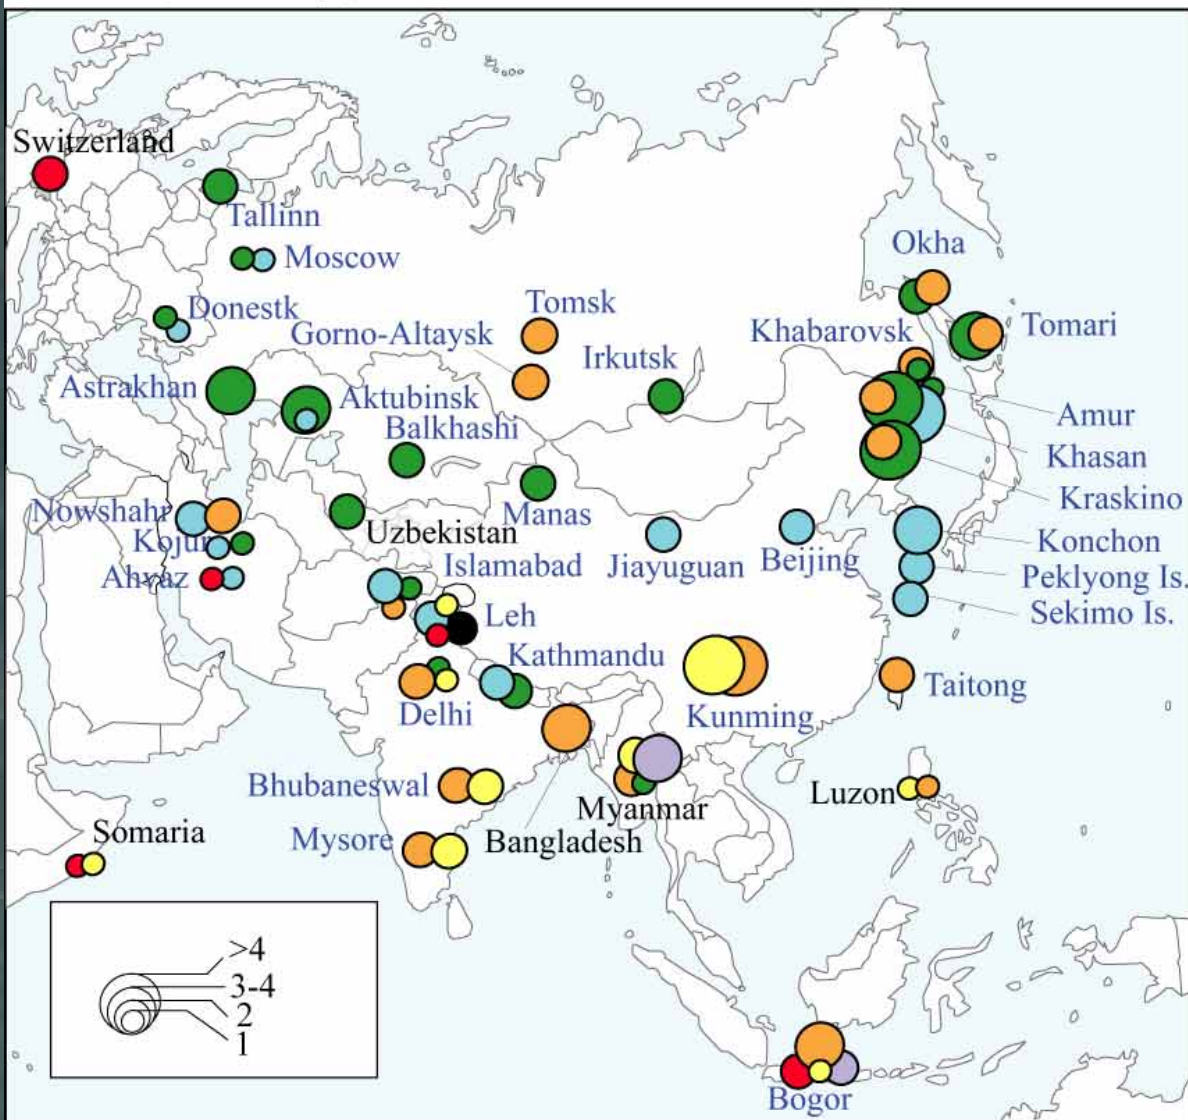 Switzerland
Tallinn
Moscow
Okha
Donestk
Tomsk
Gorno-Altaysk
Khabarovsk
Tomari
Irkutsk
Astrakhan
Aktubinsk
Balkhashi
Amur
Khasan
Kraskino
Nowshahr
Manas
Uzbekistan
Kojur
Konchon
Beijing
Islamabad
Jiayuguan
Ahvaz
Peklyong Is.
Sekimo Is.
Leh
Kathmandu
Taitong
Delhi
Kunming
Bhubaneswal
Myanmar
Luzon
Somaria
Mysore
Bangladesh
>4
3-4
2
1
Bogor